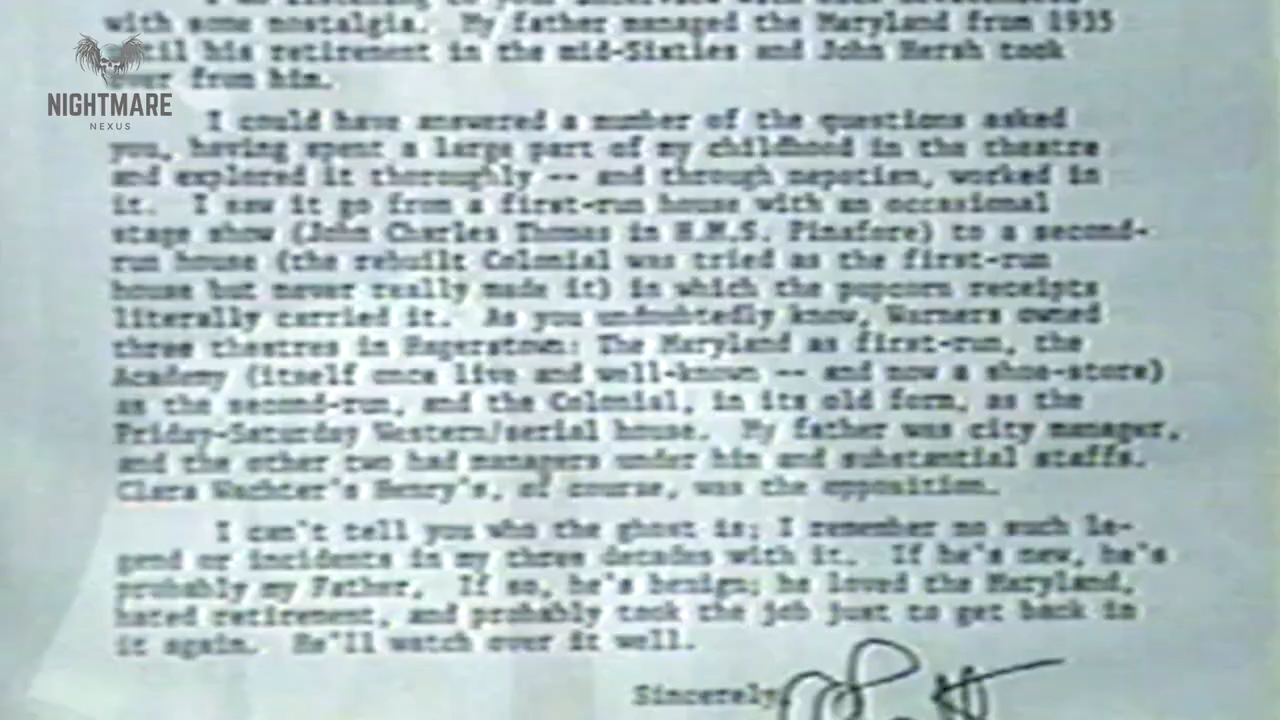 with some nostalgia. My father managed the Maryland from 1935
until his retirement in the mid-Sixties and John Hersh took
over from him.
NIGHTMARE
NEXUS
I could have answered a number of the questions asked
you, having spent a large part of my childhood in the theatre
and explored it thoroughly -- and through nepotism, worked in
it. I saw it go from a first-run house with an occasional
stage show (John Charles Thomas in H.M.S. Pinafore) to a second-
run house (the rebuilt Colonial was tried as the first-run
house but never really made it) in which the popcorn receipts
literally carried it. As you undoubtedly know, Warners owned
three theatres in Hagerstown: The Maryland as first-run, the
Academy (itself once live and well-known -- and now a shoe-store)
as the second-run, and the Colonial, in its old form, as the
Friday-Saturday Western/serial house. My father was city manager,
and the other two had managers under him and substantial staffs.
Clara Wachter's Henry's, of course, was the opposition.
I can't tell you who the ghost is; I remember no such le-
gend or incidents in my three decades with it. If he's new, he's
probably my Father. If so, he's benign; he loved the Maryland,
hated retirement, and probably took the job just to get back in
it again. He'll watch over it well.
Sincerely,